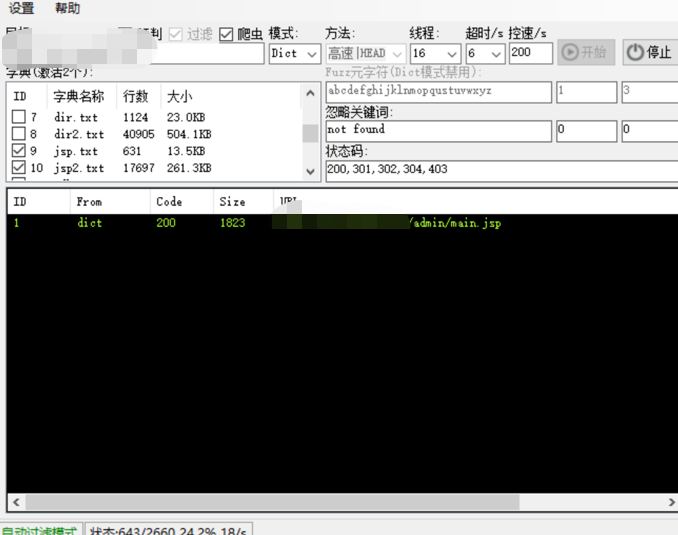 设置 帮助
过滤 爬虫 模式: 方法: 线程: 超时/s 控速/s
Dict 高速|HEAD 16 6 200 开始 停止
字典(激活2个): Fuzz元字符(Dict模式禁用):
abcdefghijklnmopqustuvwxyz 1 3
ID 字典名称 行数 大小
忽略关键词:
7 dir.txt 1124 23.0KB
not found 0 0
8 dir2.txt 40905 504.1KB
9 jsp.txt 631 13.5KB
状态码:
10 jsp2.txt 17697 261.3KB
200,301,302,304,403
ID From Code Size URL
1 dict 200 1823 /admin/main.jsp
自动过滤模式 状态:643/2660 24.2% 18/s